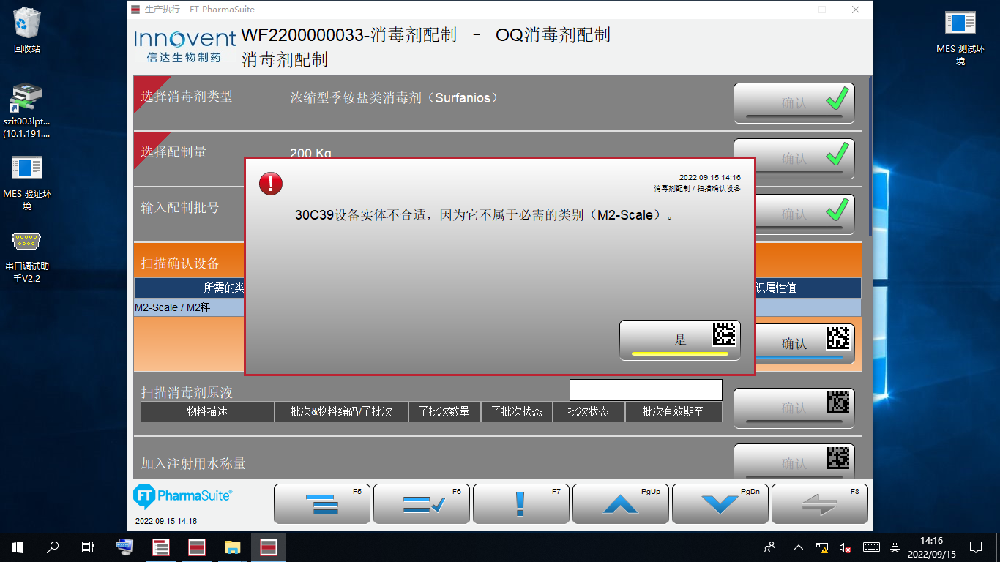 回收站
szit003lpt...
(10.1.191....
MES 验证环
境
串口调试助
手V2.2
MES 测试环
境
生产执行 - FT PharmaSuite
Innovent
信达生物制药
WF2200000033-消毒剂配制 - OQ消毒剂配制
消毒剂配制
选择消毒剂类型
浓缩型季铵盐类消毒剂（Surfanios）
确认
选择配制量
200 Kg
确认
输入配制批号
确认
2022.09.15 14:16
消毒剂配制 / 扫描确认设备
30C39设备实体不合适，因为它不属于必需的类别（M2-Scale）。
是
扫描确认设备
所需的类
识属性值
M2-Scale / M2秤
确认
扫描消毒剂原液
物料描述
批次&物料编码/子批次
子批次数量
子批次状态
批次状态
批次有效期至
确认
加入注射用水称量
确认
FT PharmaSuite®
2022.09.15 14:16
F5
F6
F7
PgUp
PgDn
F8
英
14:16
2022/09/15